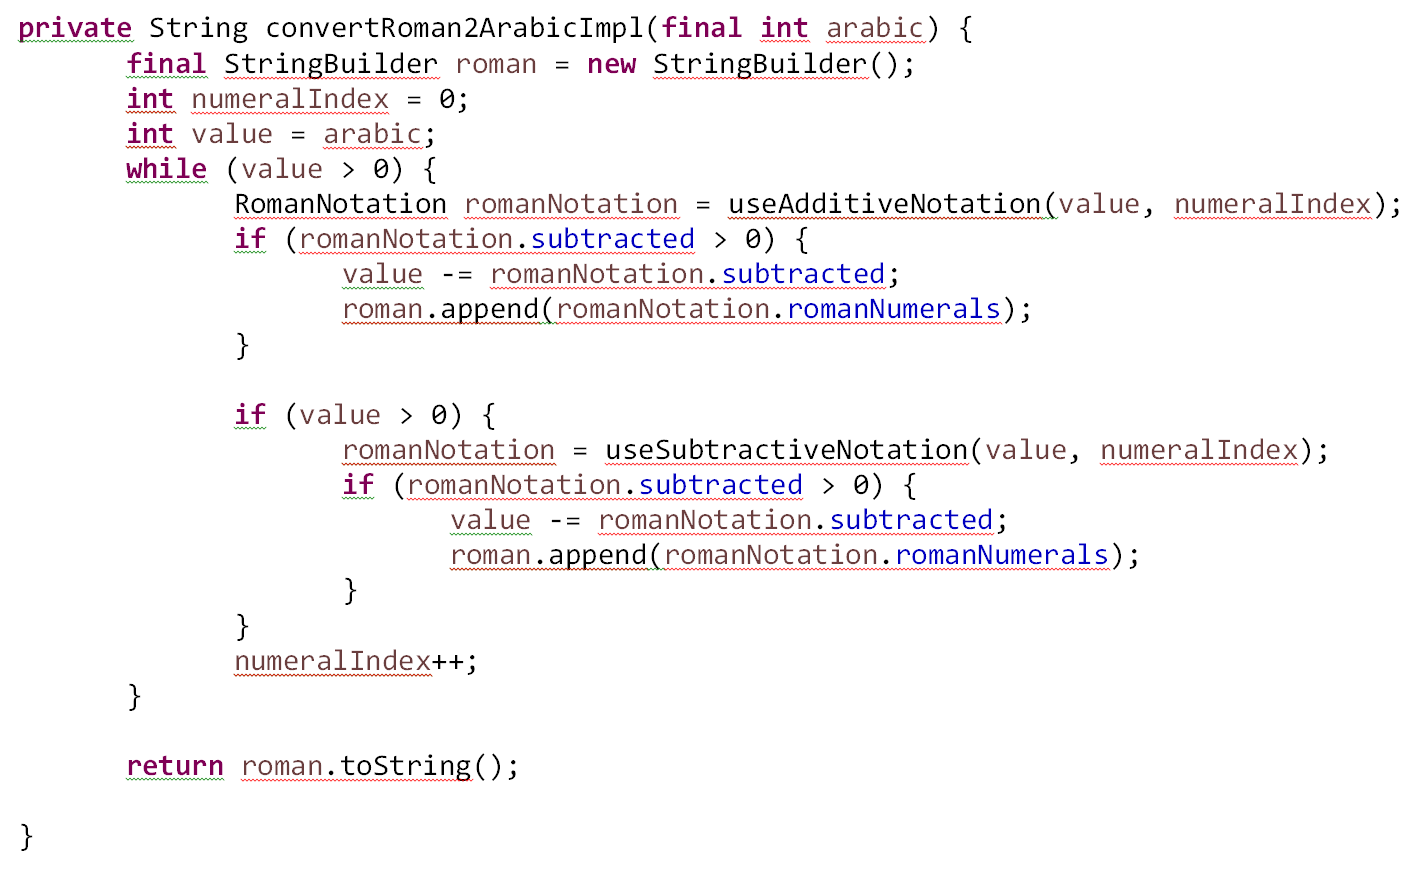 private String convertRoman2ArabicImpl(final int arabic) {
final StringBuilder roman = new StringBuilder();
int numeralIndex = 0;
int value = arabic;
while (value > 0) {
RomanNotation romanNotation = useAdditiveNotation(value, numeralIndex);
if (romanNotation.subtracted > 0) {
value -= romanNotation.subtracted;
roman.append(romanNotation.romanNumerals);
}
if (value > 0) {
romanNotation = useSubtractiveNotation(value, numeralIndex);
if (romanNotation.subtracted > 0) {
value -= romanNotation.subtracted;
roman.append(romanNotation.romanNumerals);
}
}
numeralIndex++;
}
return roman.toString();
}